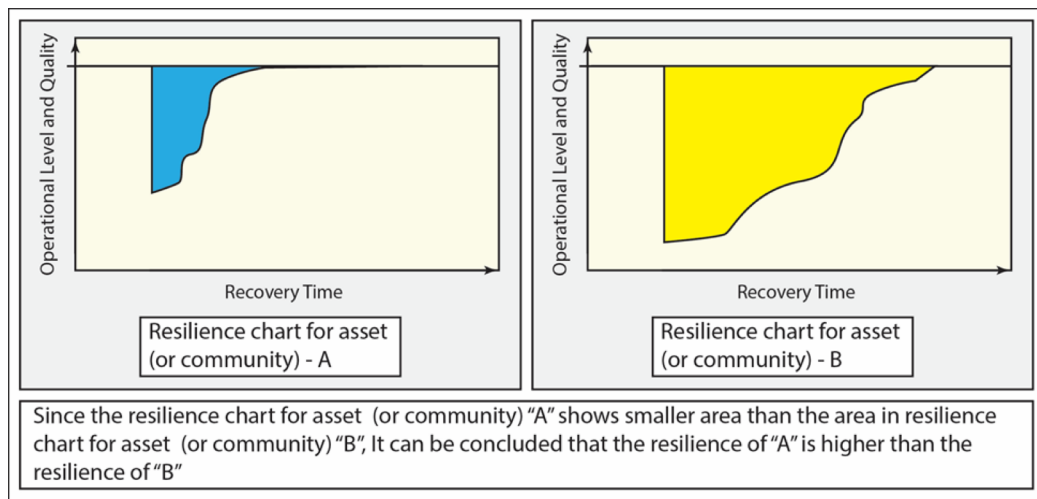 Operational Level and Quality
Recovery Time
Resilience chart for asset
(or community) - A
Operational Level and Quality
Recovery Time
Resilience chart for asset
(or community) - B
Since the resilience chart for asset (or community) “A” shows smaller area than the area in resilience
chart for asset (or community) “B”, It can be concluded that the resilience of “A” is higher than the
resilience of “B”